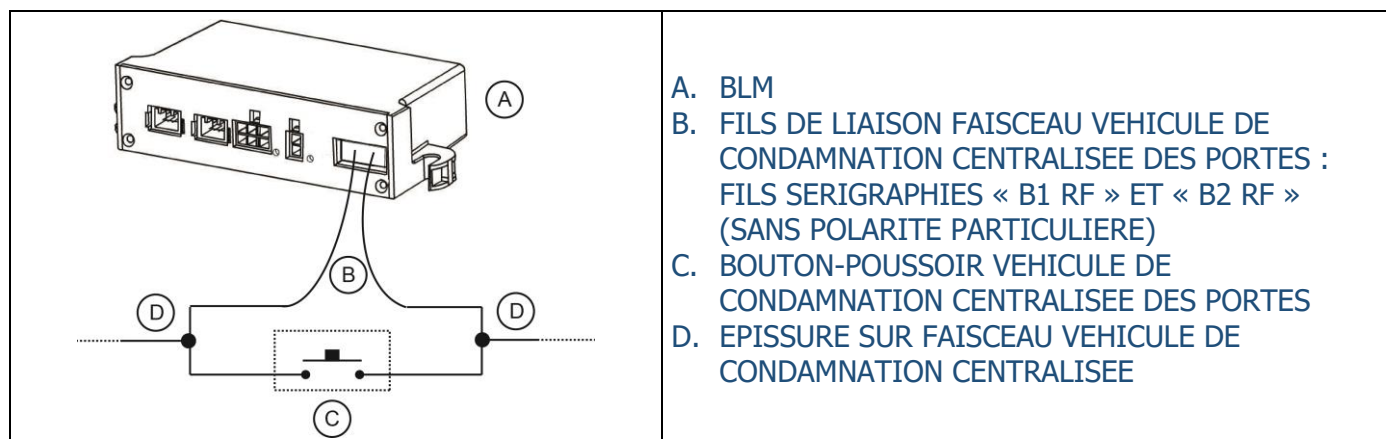 A
B
D
D
C
A. BLM
B. FILS DE LIAISON FAISCEAU VEHICULE DE
CONDAMNATION CENTRALISEE DES PORTES :
FILS SERIGRAPHIES « B1 RF » ET « B2 RF »
(SANS POLARITE PARTICULIERE)
C. BOUTON-POUSSOIR VEHICULE DE
CONDAMNATION CENTRALISEE DES PORTES
D. EPISSURE SUR FAISCEAU VEHICULE DE
CONDAMNATION CENTRALISEE